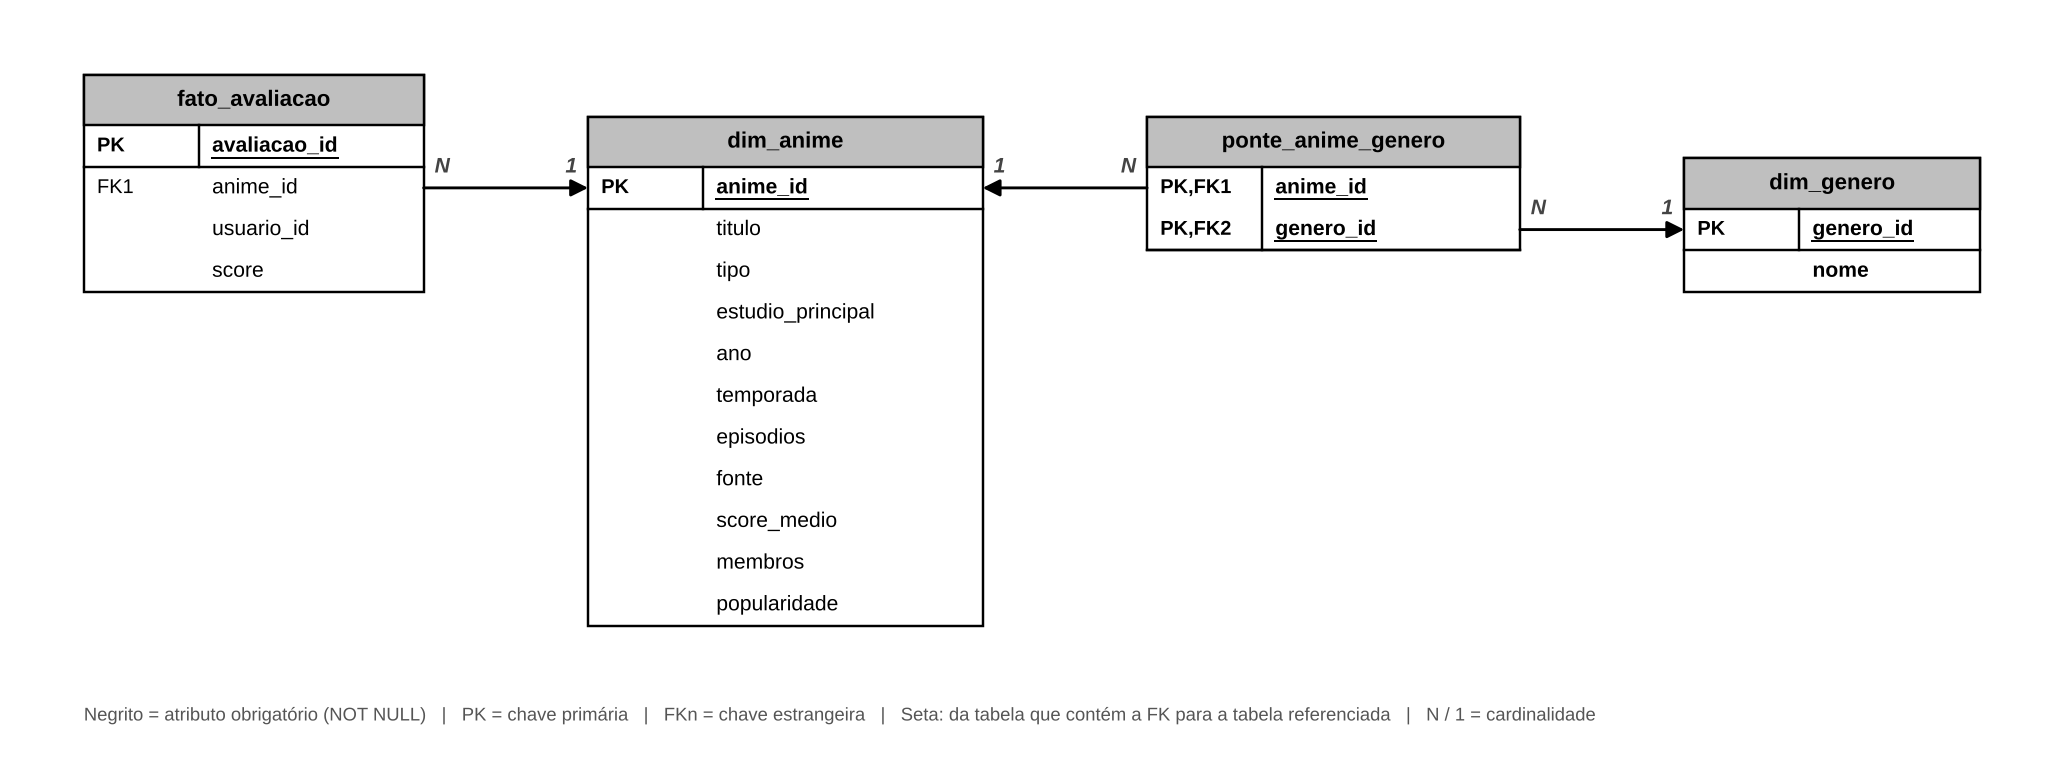 fato_avaliacao
PK avaliacao_id
FK1 anime_id
usuario_id
score
N 1
dim_anime
PK anime_id
titulo
tipo
estudio_principal
ano
temporada
episodios
fonte
score_medio
membros
popularidade
1 N
ponte_anime_genero
PK,FK1 anime_id
PK,FK2 genero_id
N 1
dim_genero
PK genero_id
nome
Negrito = atributo obrigatório (NOT NULL) | PK = chave primária | FKn = chave estrangeira | Seta: da tabela que contém a FK para a tabela referenciada | N / 1 = cardinalidade